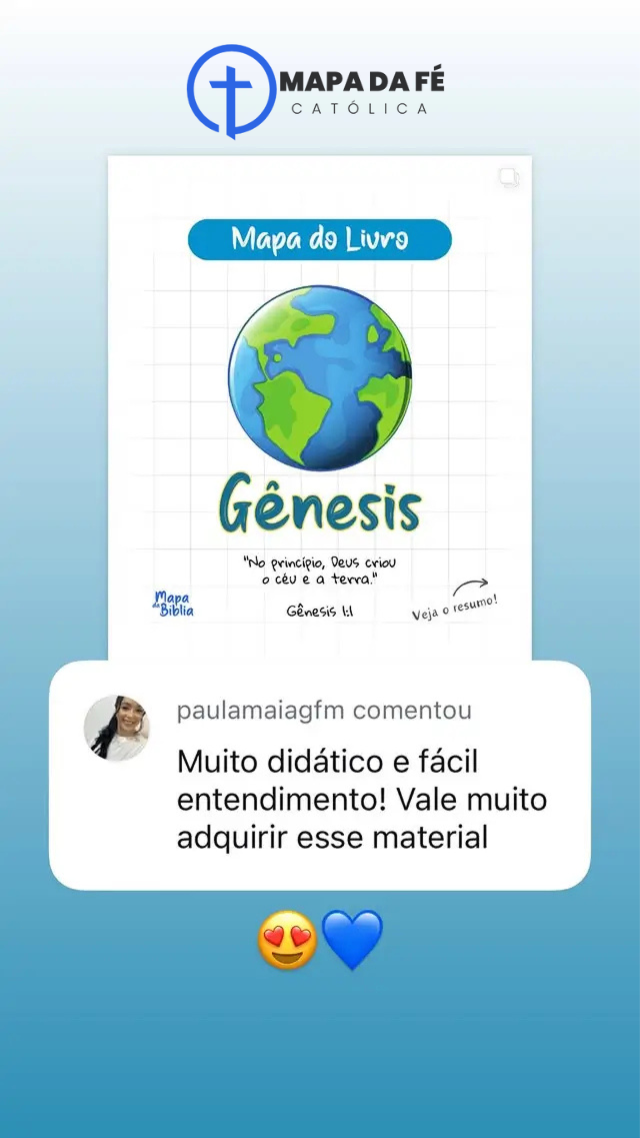 MAPA DA FÉ
CATÓLICA
Mapa do Livro
Gênesis
"No princípio, Deus criou
o céu e a terra."
Gênesis 1:1
Mapa
da Bíblia
Veja o resumo!
paulamaiagfm comentou
Muito didático e fácil
entendimento! Vale muito
adquirir esse material